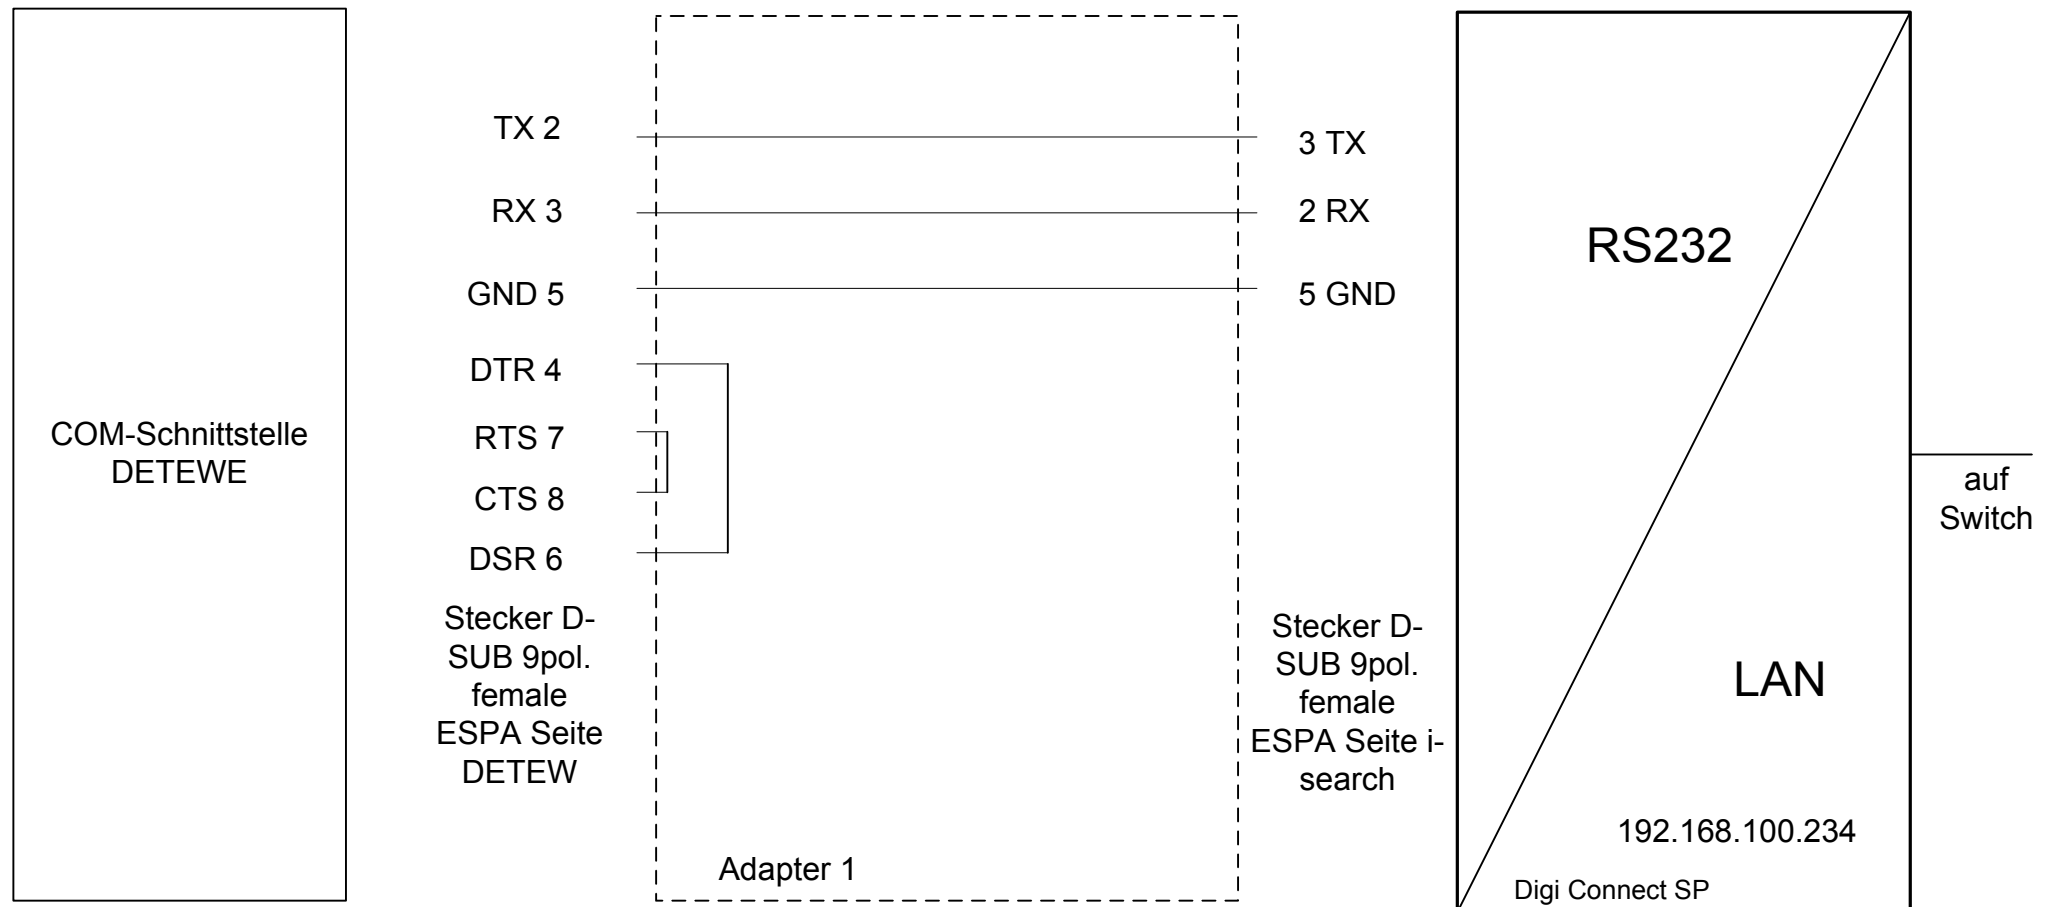 COM-Schnittstelle
DETEWE
TX 2
RX 3
GND 5
DTR 4
RTS 7
CTS 8
DSR 6
Stecker D-
SUB 9pol.
female
ESPA Seite
DETEW
Adapter 1
3 TX
2 RX
5 GND
Stecker D-
SUB 9pol.
female
ESPA Seite i-
search
RS232
LAN
192.168.100.234
Digi Connect SP
auf
Switch